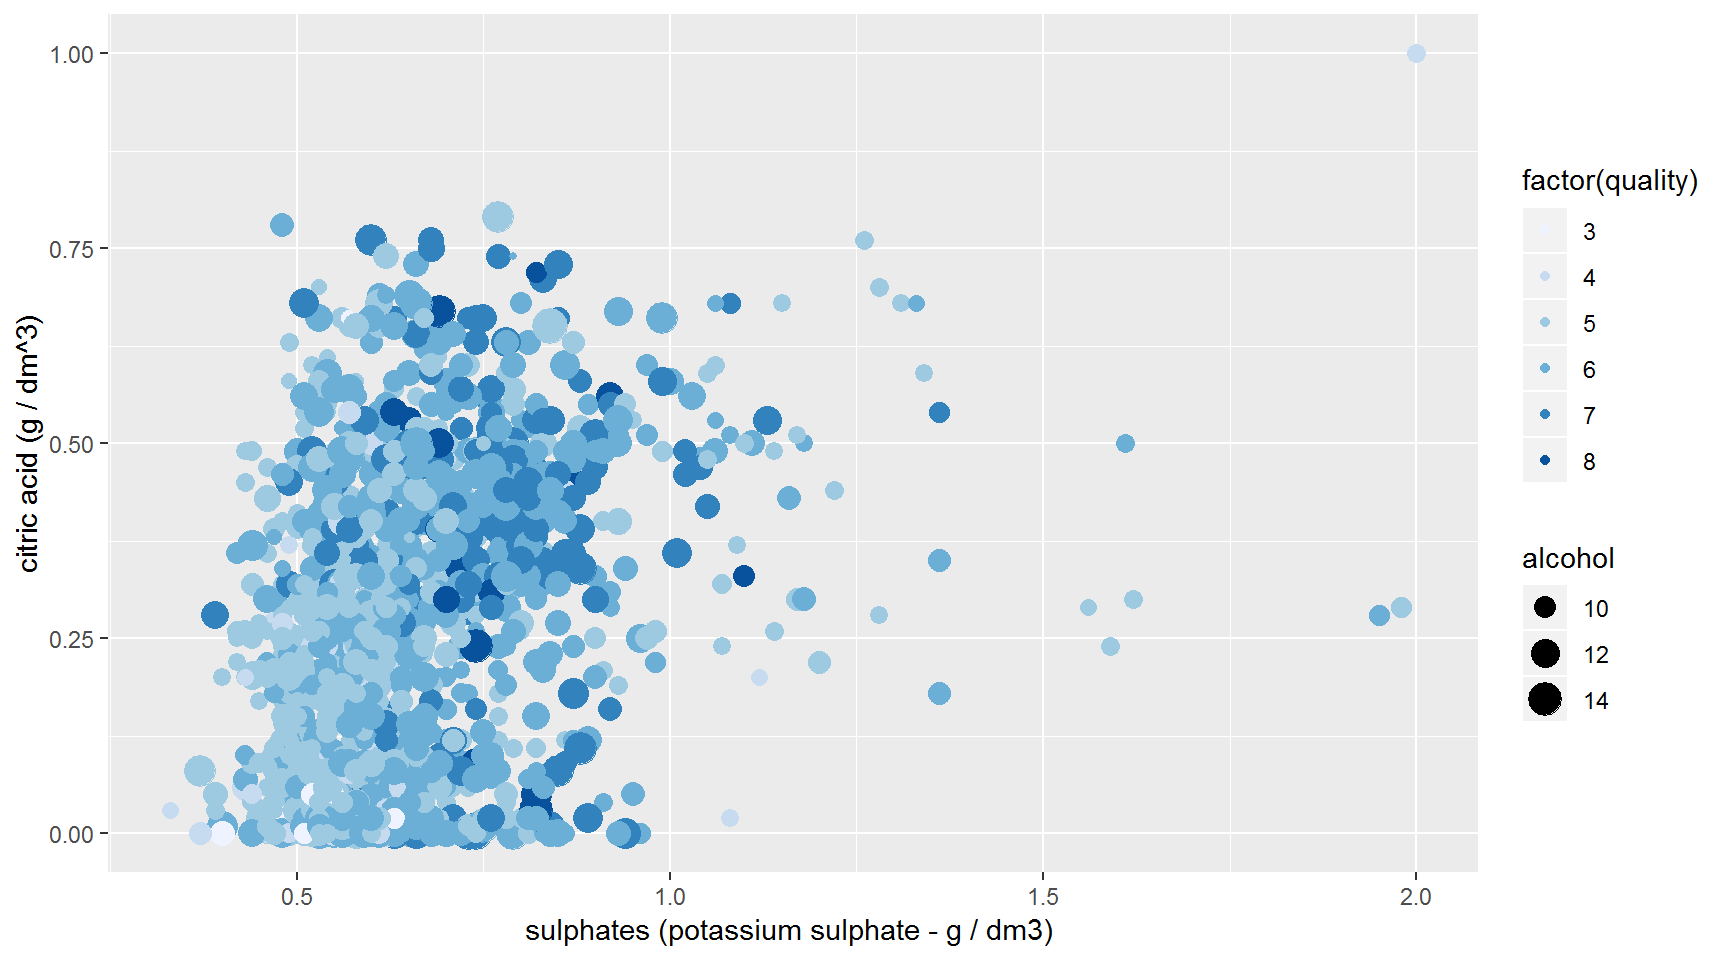 1.00
0.75
0.50
0.25
0.00
citric acid (g / dm^3)
0.5 1.0 1.5 2.0
sulphates (potassium sulphate - g / dm3)
factor(quality)
3
4
5
6
7
8
alcohol
10
12
14